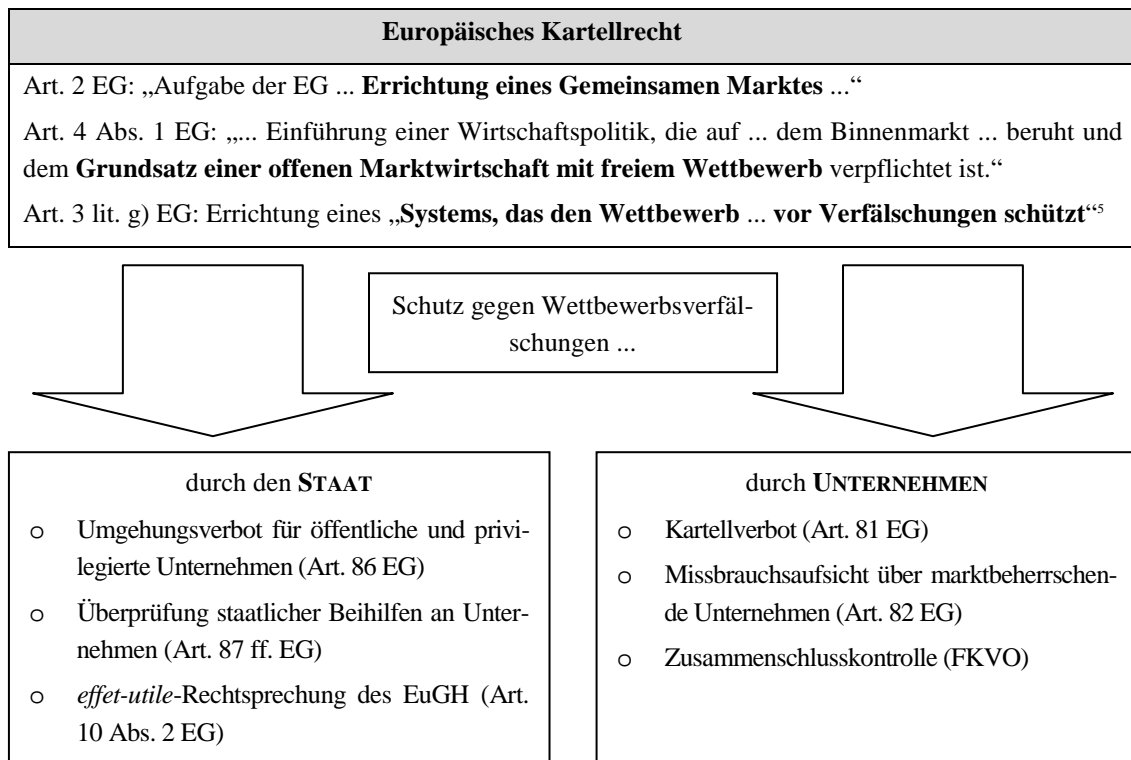 Europäisches Kartellrecht
Art. 2 EG: „Aufgabe der EG ... Errichtung eines Gemeinsamen Marktes ...“
Art. 4 Abs. 1 EG: „... Einführung einer Wirtschaftspolitik, die auf ... dem Binnenmarkt ... beruht und
dem Grundsatz einer offenen Marktwirtschaft mit freiem Wettbewerb verpflichtet ist.“
Art. 3 lit. g) EG: Errichtung eines „Systems, das den Wettbewerb ... vor Verfälschungen schützt“5
Schutz gegen Wettbewerbsverfäl-
schungen ...
durch den STAAT
o Umgehungsverbot für öffentliche und privi-
legierte Unternehmen (Art. 86 EG)
o Überprüfung staatlicher Beihilfen an Unter-
nehmen (Art. 87 ff. EG)
o effet-utile-Rechtsprechung des EuGH (Art.
10 Abs. 2 EG)
durch UNTERNEHMEN
o Kartellverbot (Art. 81 EG)
o Missbrauchsaufsicht über marktbeherrschen-
de Unternehmen (Art. 82 EG)
o Zusammenschlusskontrolle (FKVO)